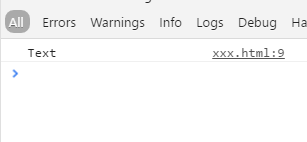 All Errors Warnings Info Logs Debug Ha
Text xxx.html:9